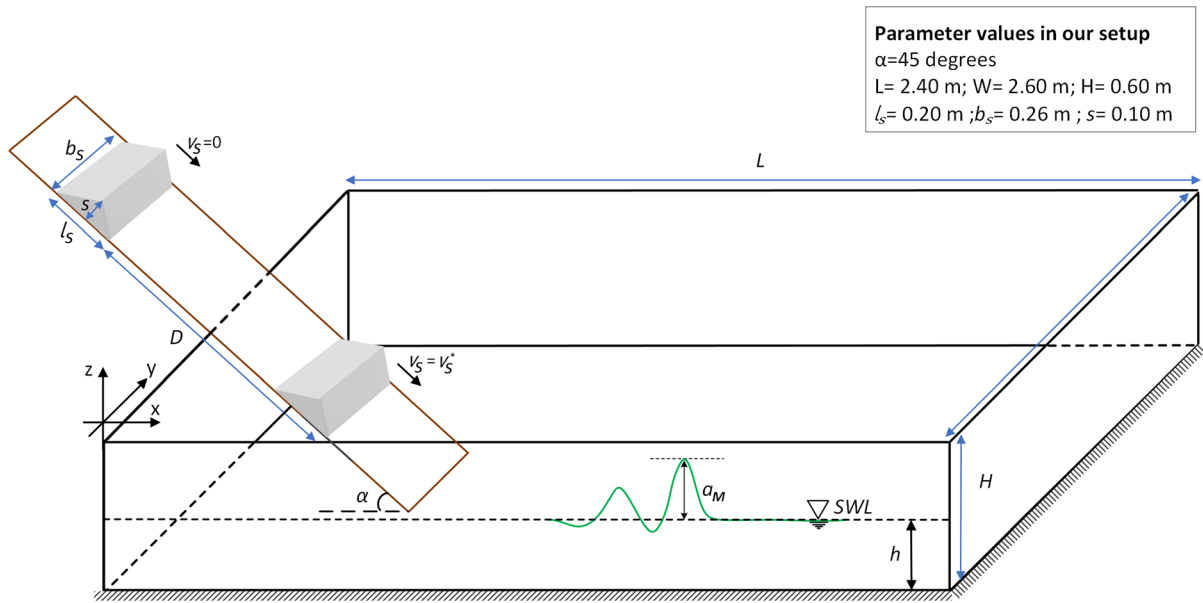 Parameter values in our setup
α=45 degrees
L= 2.40 m; W= 2.60 m; H= 0.60 m
lₛ= 0.20 m ;bₛ= 0.26 m ; s= 0.10 m
L
bₛ
vₛ=0
s
lₛ
D
vₛ = vₛ*
z
y
x
H
α
aᴍ
SWL
h